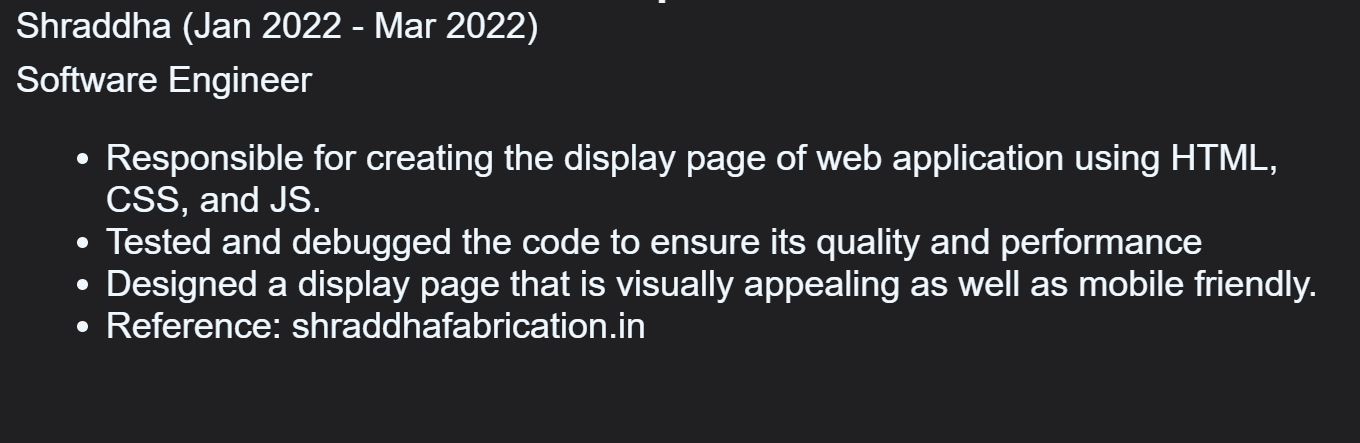 Shraddha (Jan 2022 - Mar 2022)
Software Engineer
• Responsible for creating the display page of web application using HTML,
CSS, and JS.
• Tested and debugged the code to ensure its quality and performance
• Designed a display page that is visually appealing as well as mobile friendly.
• Reference: shraddhafabrication.in